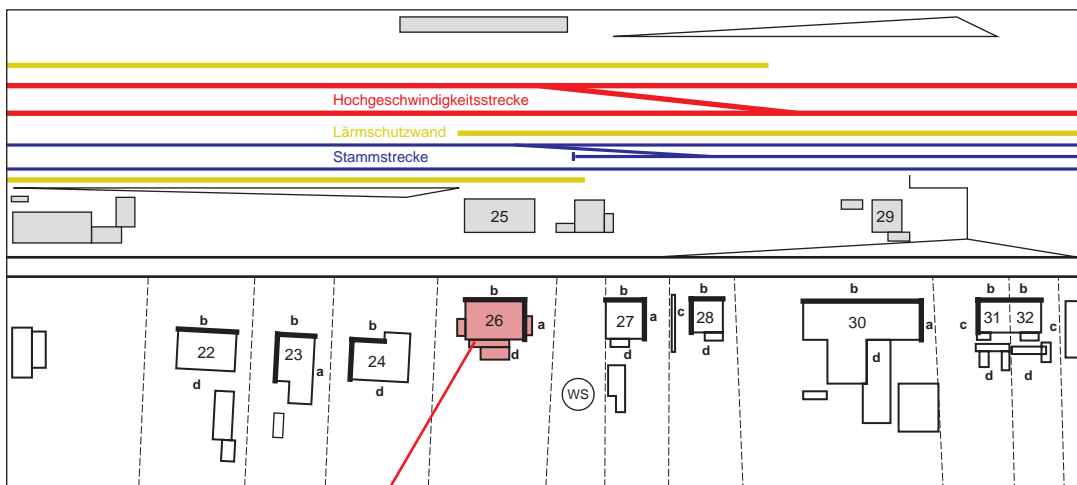 Hochgeschwindigkeitsstrecke
Lärmschutzwand
Stammstrecke
25
29
b
b
b
b
b
b
b
b
b
22
23
24
26
27
28
30
31
32
a
a
c
a
c
c
a
d
d
d
d
d
d
d
d
WS